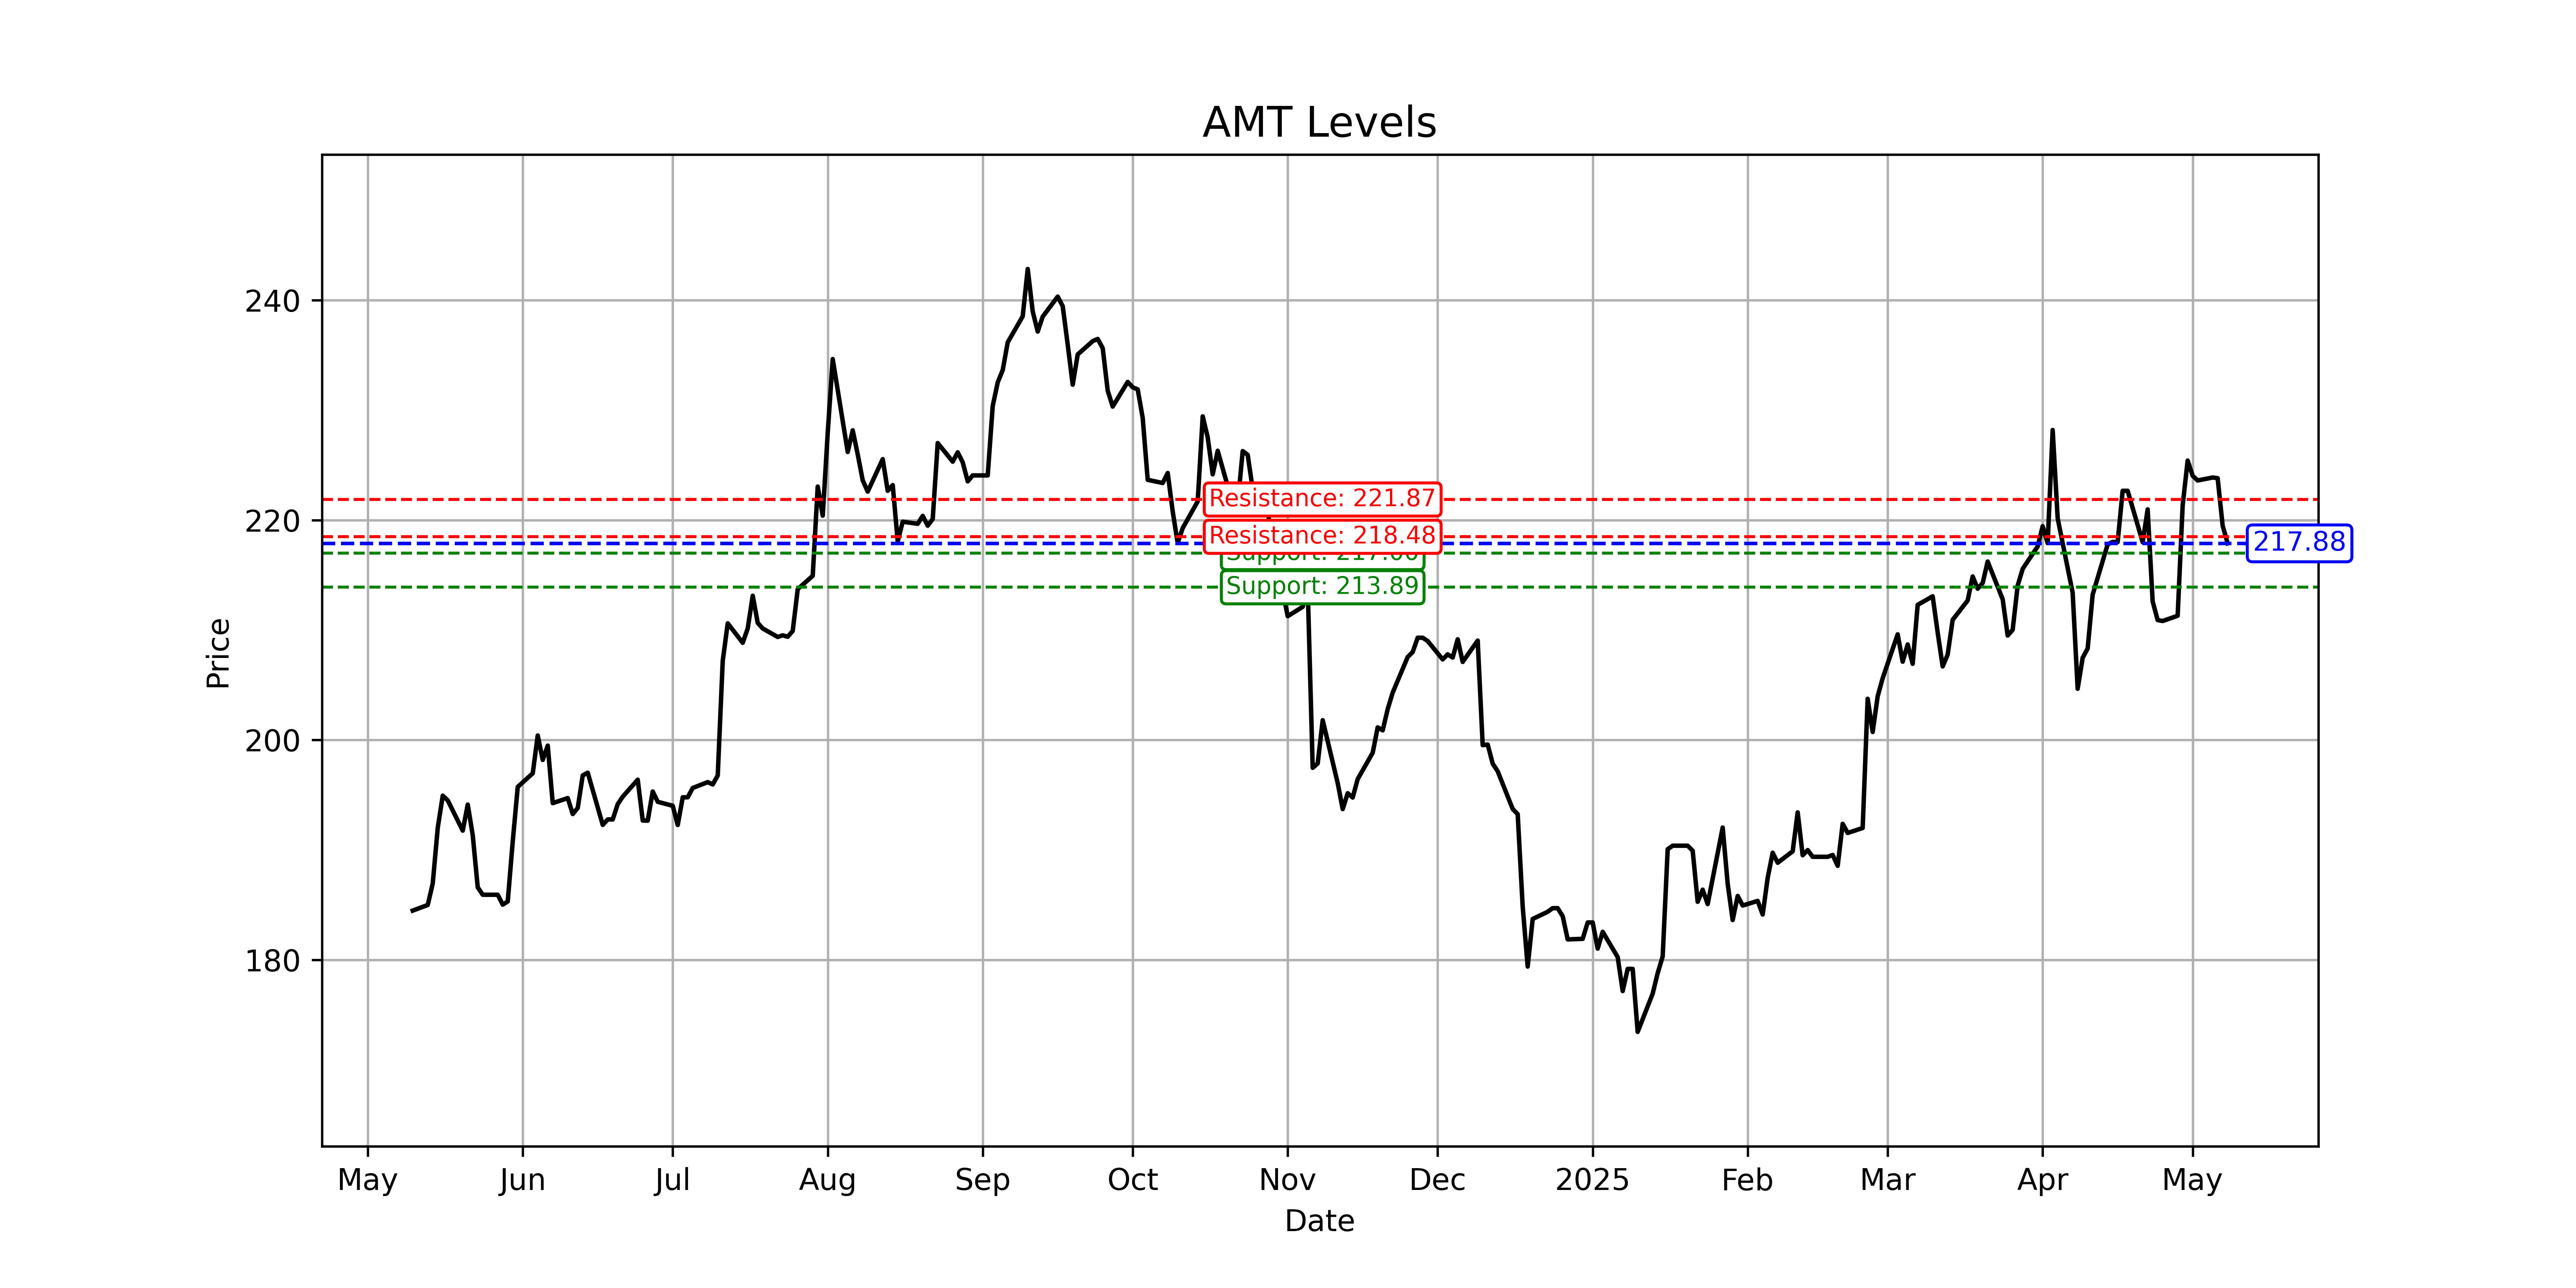 AMT Levels
240
220
200
180
Price
Resistance: 221.87
Resistance: 218.48
Support:
Support: 213.89
217.88
May
Jun
Jul
Aug
Sep
Oct
Nov
Dec
2025
Feb
Mar
Apr
May
Date